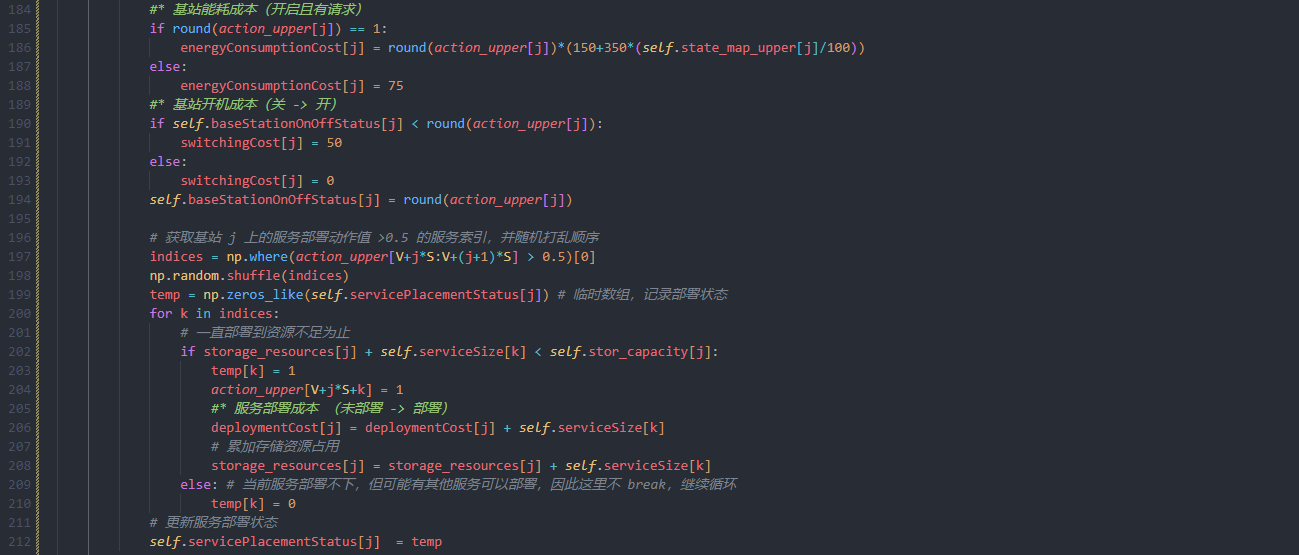 184 #* 基站能耗成本（开启且有请求）
185 if round(action_upper[j]) == 1:
186 energyConsumptionCost[j] = round(action_upper[j])*(150+350*(self.state_map_upper[j]/100))
187 else:
188 energyConsumptionCost[j] = 75
189 #* 基站开机成本（关 -> 开）
190 if self.baseStationOnOffStatus[j] < round(action_upper[j]):
191 switchingCost[j] = 50
192 else:
193 switchingCost[j] = 0
194 self.baseStationOnOffStatus[j] = round(action_upper[j])
195
196 # 获取基站 j 上的服务部署动作值 >0.5 的服务索引，并随机打乱顺序
197 indices = np.where(action_upper[V+j*S:V+(j+1)*S] > 0.5)[0]
198 np.random.shuffle(indices)
199 temp = np.zeros_like(self.servicePlacementStatus[j]) # 临时数组，记录部署状态
200 for k in indices:
201 # 一直部署到资源不足为止
202 if storage_resources[j] + self.serviceSize[k] < self.stor_capacity[j]:
203 temp[k] = 1
204 action_upper[V+j*S+k] = 1
205 #* 服务部署成本 （未部署 -> 部署）
206 deploymentCost[j] = deploymentCost[j] + self.serviceSize[k]
207 # 累加存储资源占用
208 storage_resources[j] = storage_resources[j] + self.serviceSize[k]
209 else: # 当前服务部署不下，但可能有其他服务可以部署，因此这里不 break，继续循环
210 temp[k] = 0
211 # 更新服务部署状态
212 self.servicePlacementStatus[j]  = temp